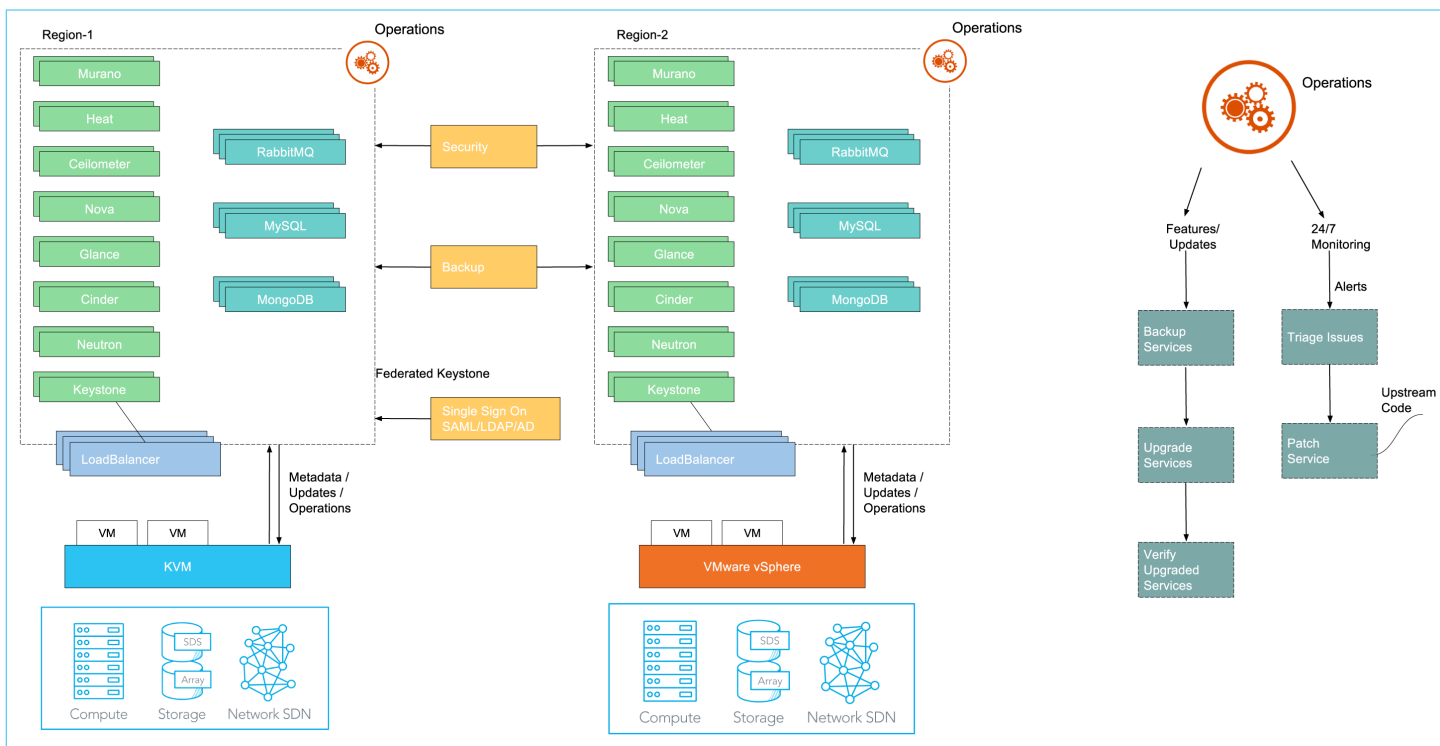 Region-1
Operations
Murano
Heat
Ceilometer
Nova
Glance
Cinder
Neutron
Keystone
LoadBalancer
RabbitMQ
MySQL
MongoDB
Security
Backup
Federated Keystone
Single Sign On
SAML/LDAP/AD
Metadata /
Updates /
Operations
VM
VM
KVM
SDS
Array
Compute
Storage
Network SDN
Region-2
Operations
Murano
Heat
Ceilometer
Nova
Glance
Cinder
Neutron
Keystone
LoadBalancer
RabbitMQ
MySQL
MongoDB
Metadata /
Updates /
Operations
VM
VM
VMware vSphere
SDS
Array
Compute
Storage
Network SDN
Operations
Features/
Updates
Backup
Services
Upgrade
Services
Verify
Upgraded
Services
24/7
Monitoring
Alerts
Triage Issues
Patch
Service
Upstream
Code